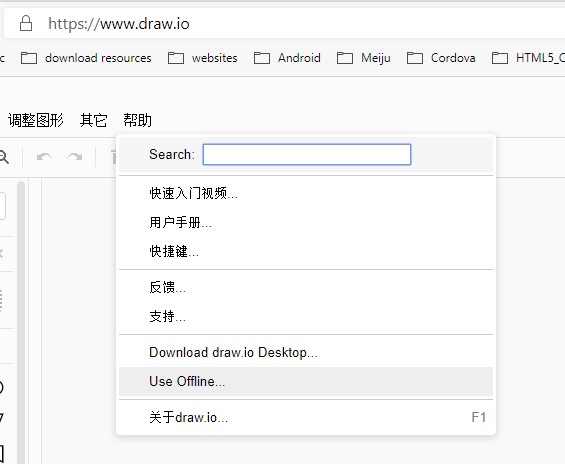 https://www.draw.io
download resources websites Android Meiju Cordova
调整图形 其它 帮助
Search:
快速入门视频...
用户手册...
快捷键...
反馈...
支持...
Download draw.io Desktop...
Use Offline...
关于draw.io... F1